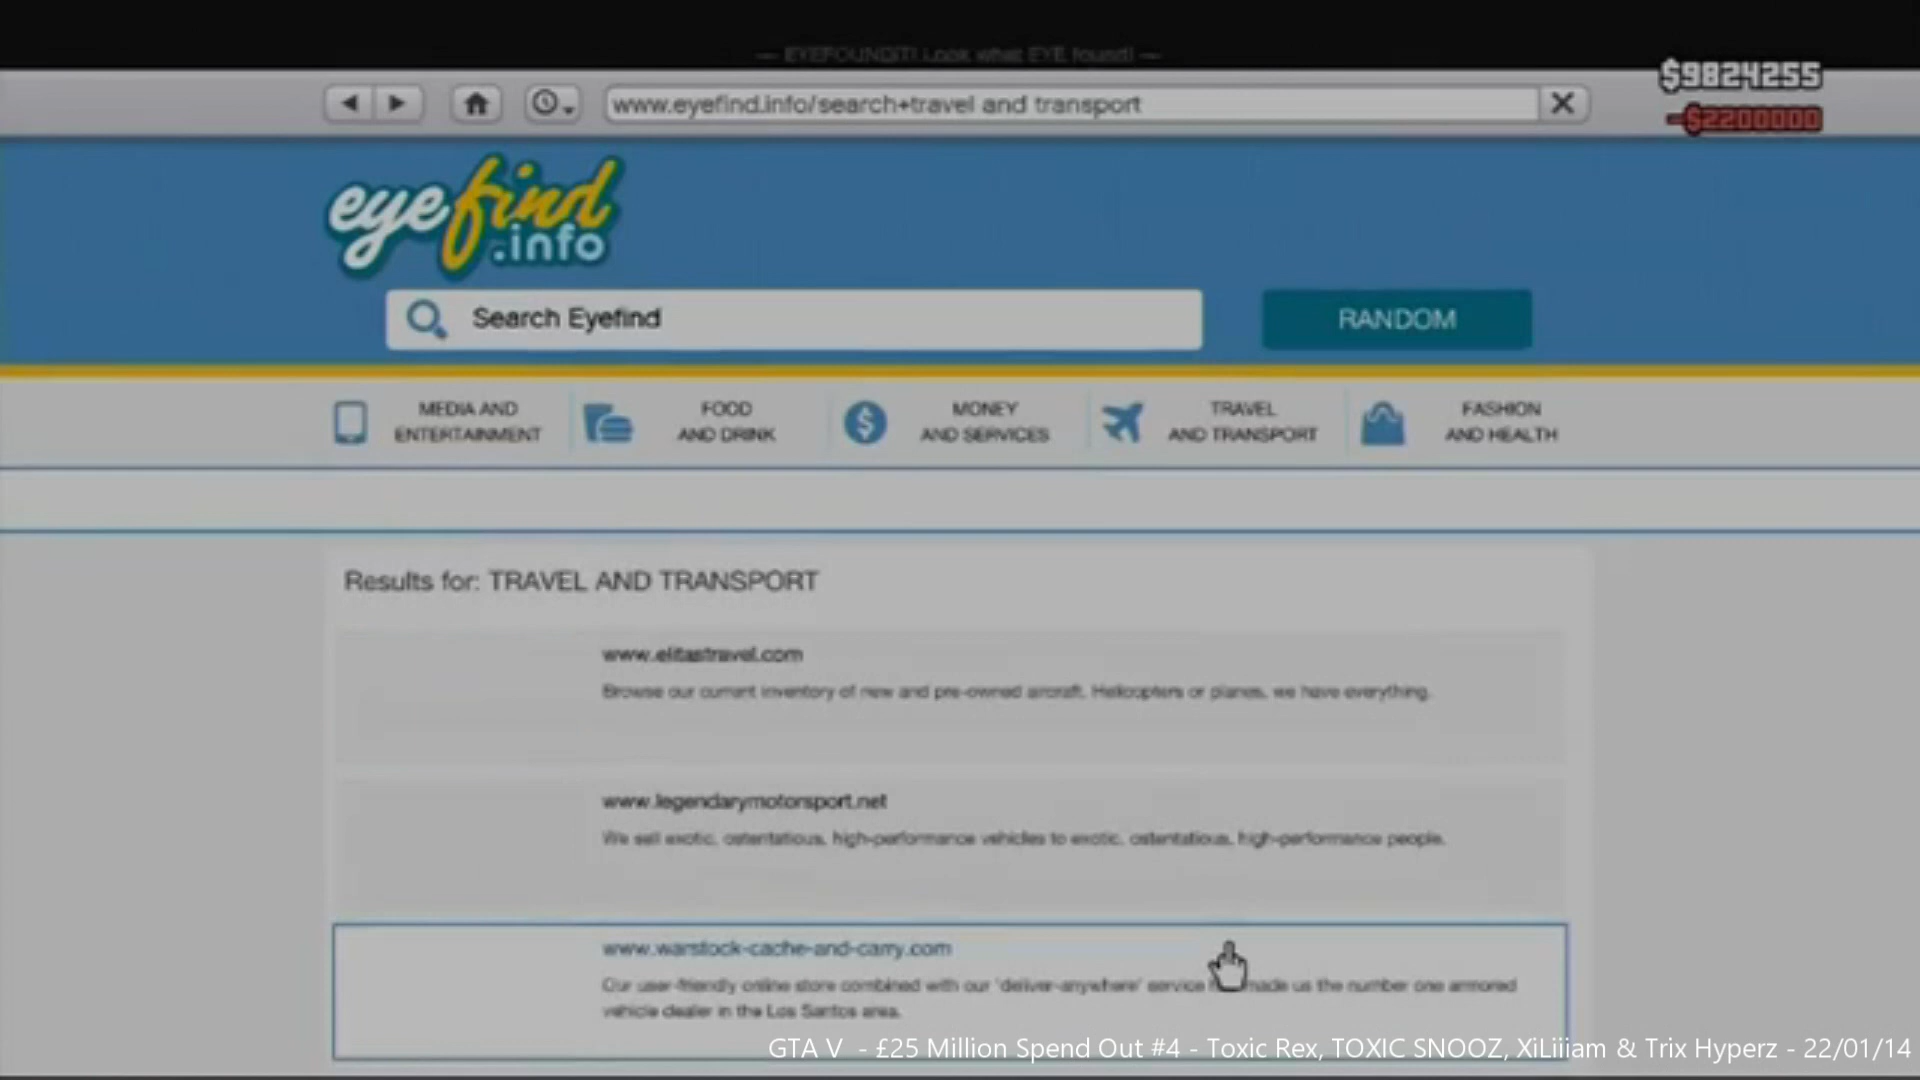 — EYEFOUNDIT! Look what EYE found! —
www.eyefind.info/search+travel and transport
$9824255
-$2200000
eyefind
.info
Search Eyefind
RANDOM
MEDIA AND
ENTERTAINMENT
FOOD
AND DRINK
MONEY
AND SERVICES
TRAVEL
AND TRANSPORT
FASHION
AND HEALTH
Results for: TRAVEL AND TRANSPORT
www.elitastravel.com
Browse our current inventory of new and pre-owned aircraft. Helicopters or planes, we have everything.
www.legendarymotorsport.net
We sell exotic, ostentatious, high-performance vehicles to exotic, ostentatious, high-performance people.
www.warstock-cache-and-carry.com
Our user-friendly online store combined with our 'deliver-anywhere' service made us the number one armored
vehicle dealer in the Los Santos area.
GTA V - £25 Million Spend Out #4 - Toxic Rex, TOXIC SNOOZ, XiLiiiam & Trix Hyperz - 22/01/14